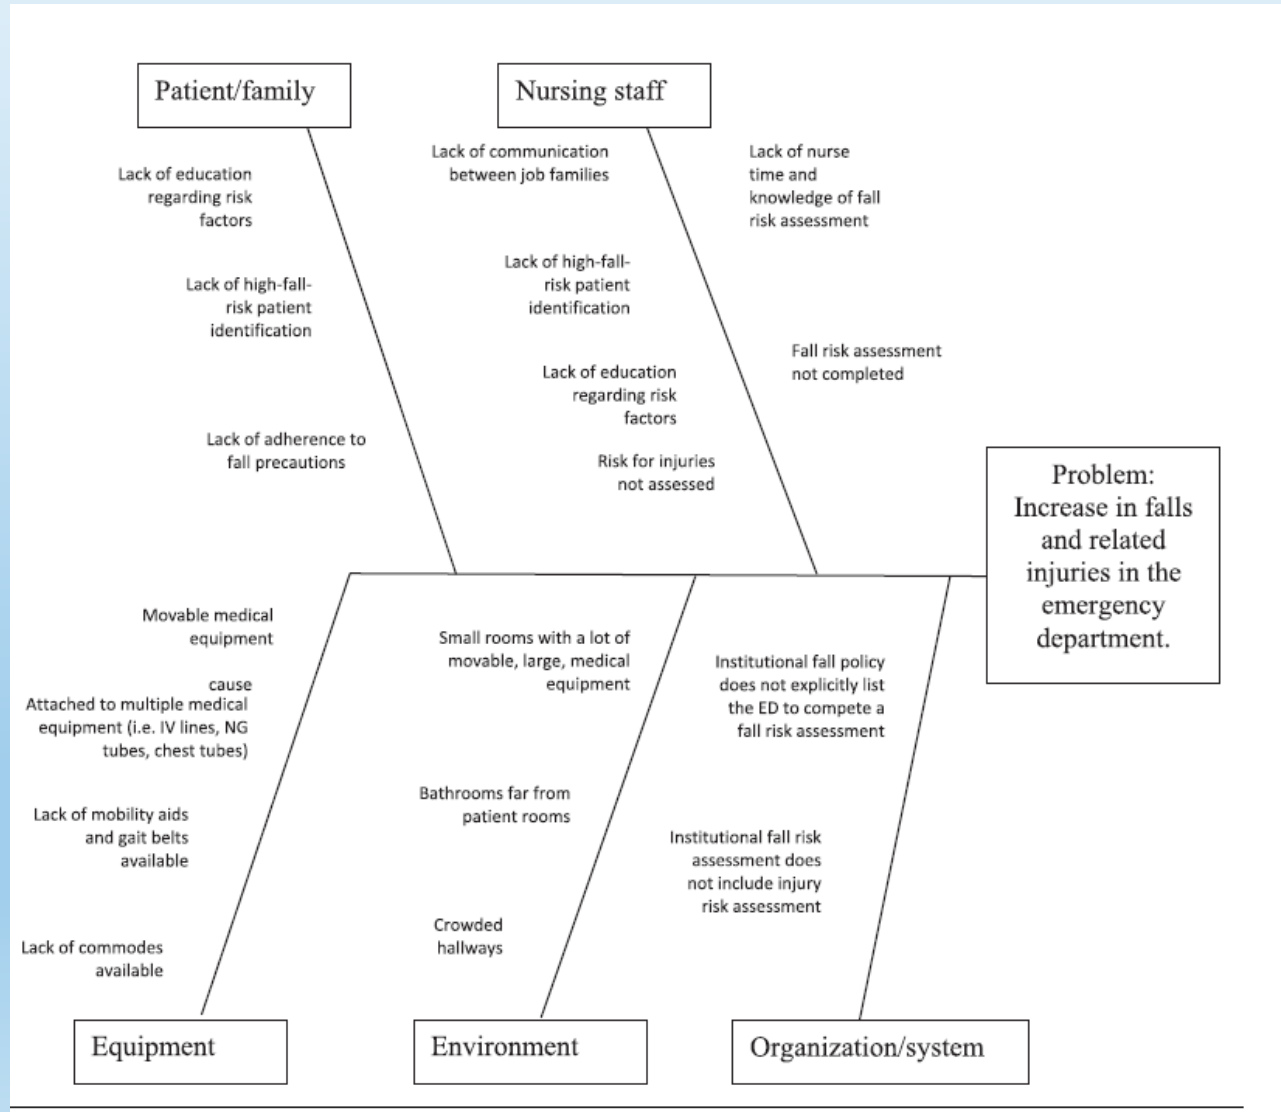 Patient/family
Lack of education
regarding risk
factors
Lack of high-fall-
risk patient
identification
Lack of adherence to
fall precautions
Nursing staff
Lack of communication
between job families
Lack of high-fall-
risk patient
identification
Lack of education
regarding risk
factors
Risk for injuries
not assessed
Lack of nurse
time and
knowledge of fall
risk assessment
Fall risk assessment
not completed
Problem:
Increase in falls
and related
injuries in the
emergency
department.
Movable medical
equipment
cause
Attached to multiple medical
equipment (i.e. IV lines, NG
tubes, chest tubes)
Lack of mobility aids
and gait belts
available
Lack of commodes
available
Equipment
Small rooms with a lot of
movable, large, medical
equipment
Bathrooms far from
patient rooms
Crowded
hallways
Environment
Institutional fall policy
does not explicitly list
the ED to compete a
fall risk assessment
Institutional fall risk
assessment does
not include injury
risk assessment
Organization/system